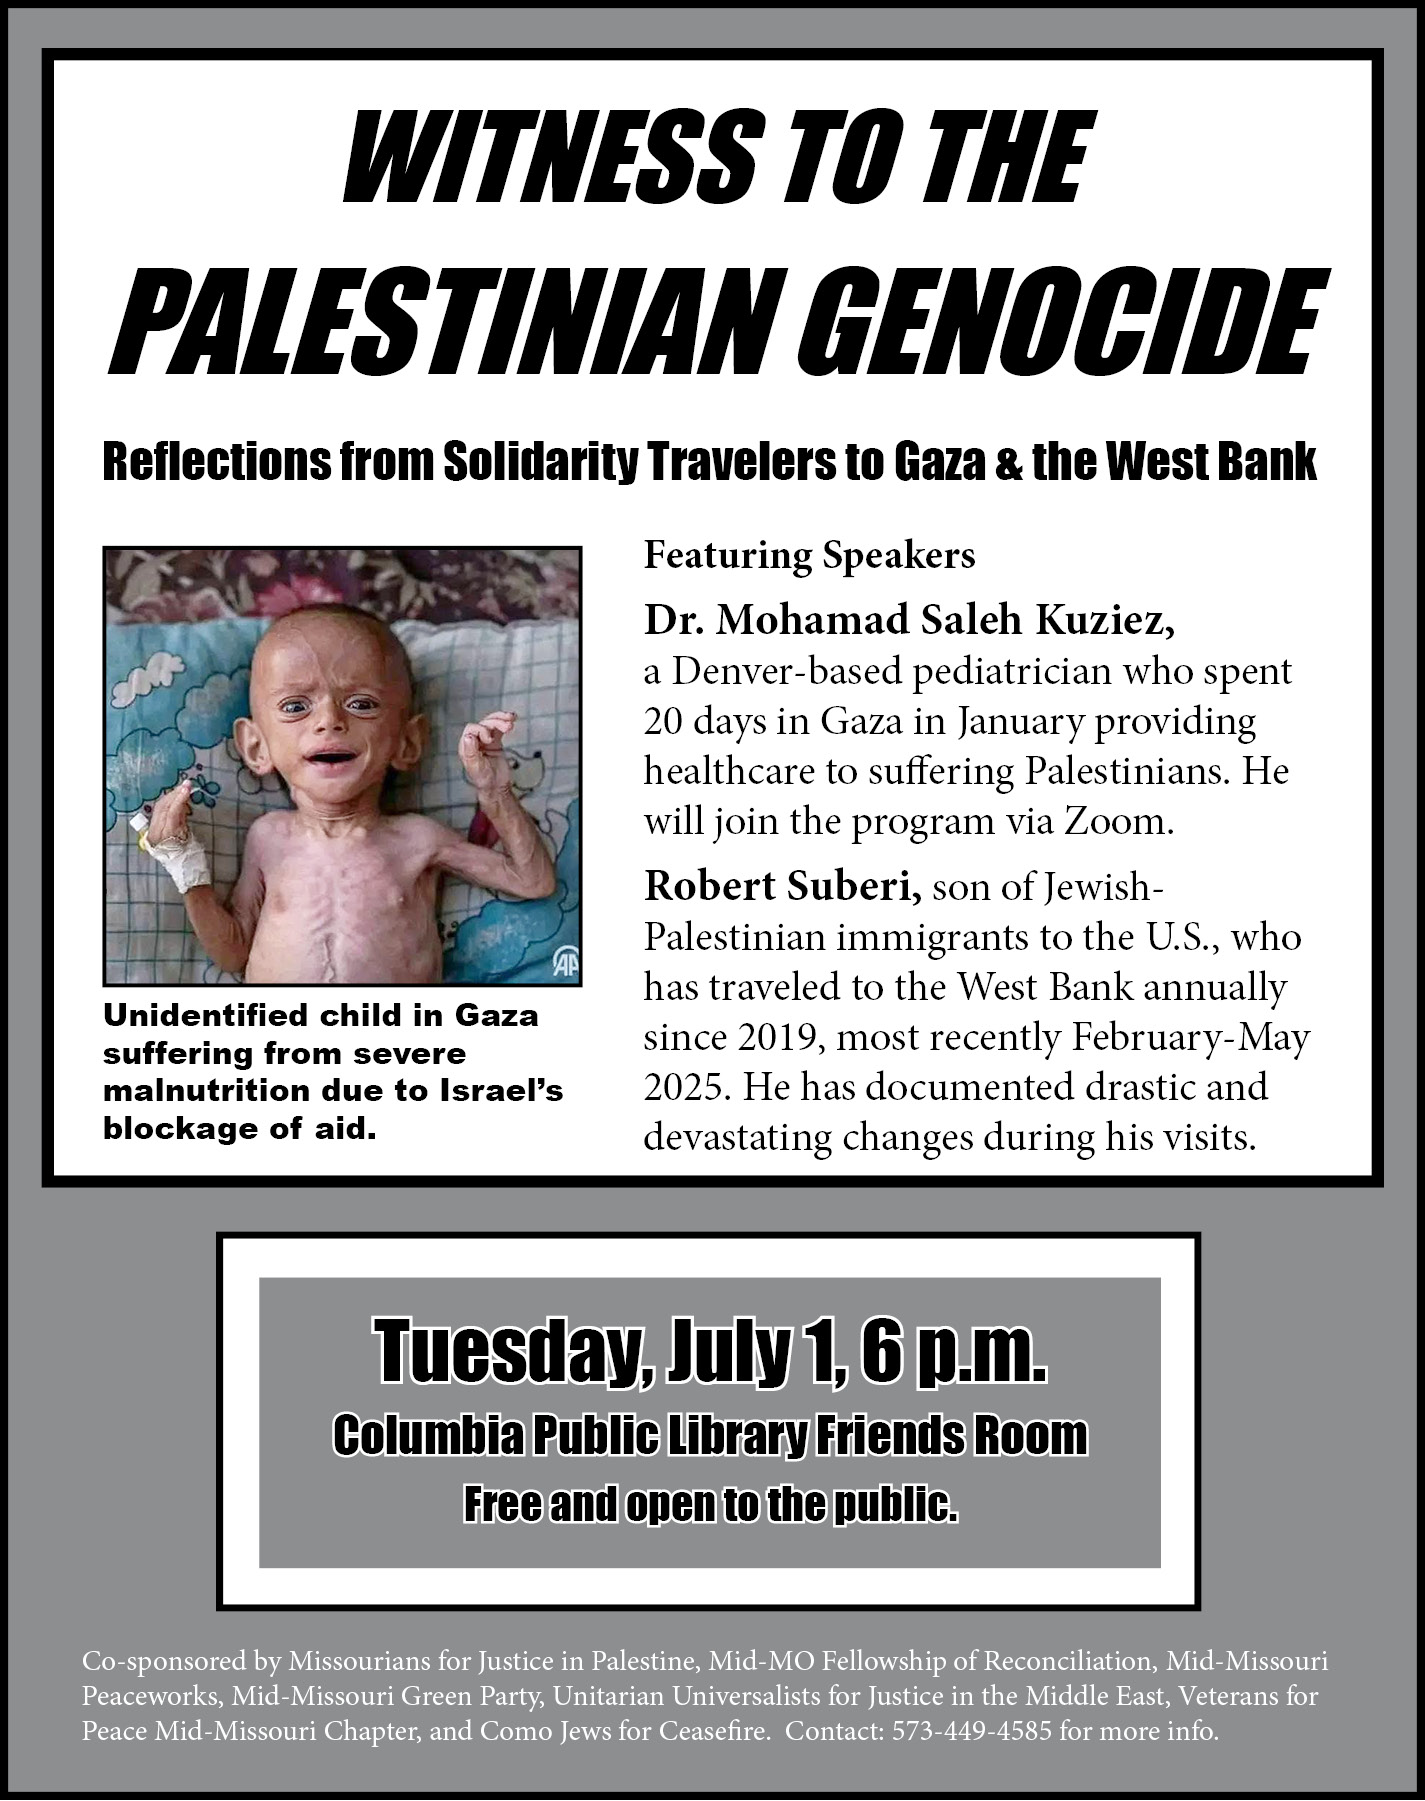 WITNESS TO THE
PALESTINIAN GENOCIDE
Reflections from Solidarity Travelers to Gaza & the West Bank
AA
Unidentified child in Gaza
suffering from severe
malnutrition due to Israel's
blockage of aid.
Featuring Speakers
Dr. Mohamad Saleh Kuziez,
a Denver-based pediatrician who spent
20 days in Gaza in January providing
healthcare to suffering Palestinians. He
will join the program via Zoom.
Robert Suberi, son of Jewish-
Palestinian immigrants to the U.S., who
has traveled to the West Bank annually
since 2019, most recently February-May
2025. He has documented drastic and
devastating changes during his visits.
Tuesday, July 1, 6 p.m.
Columbia Public Library Friends Room
Free and open to the public.
Co-sponsored by Missourians for Justice in Palestine, Mid-MO Fellowship of Reconciliation, Mid-Missouri
Peaceworks, Mid-Missouri Green Party, Unitarian Universalists for Justice in the Middle East, Veterans for
Peace Mid-Missouri Chapter, and Como Jews for Ceasefire.  Contact: 573-449-4585 for more info.